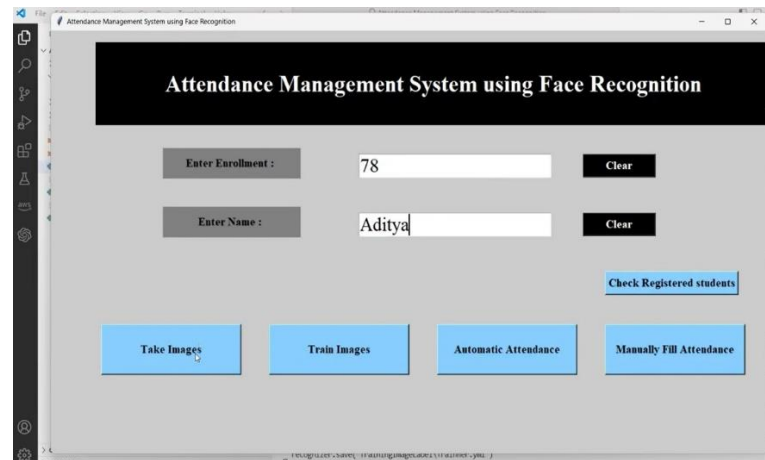 Attendance Management System using Face Recognition
Attendance Management System using Face Recognition
Enter Enrollment :
78
Clear
Enter Name :
Aditya
Clear
Check Registered students
Take Images
Train Images
Automatic Attendance
Manually Fill Attendance